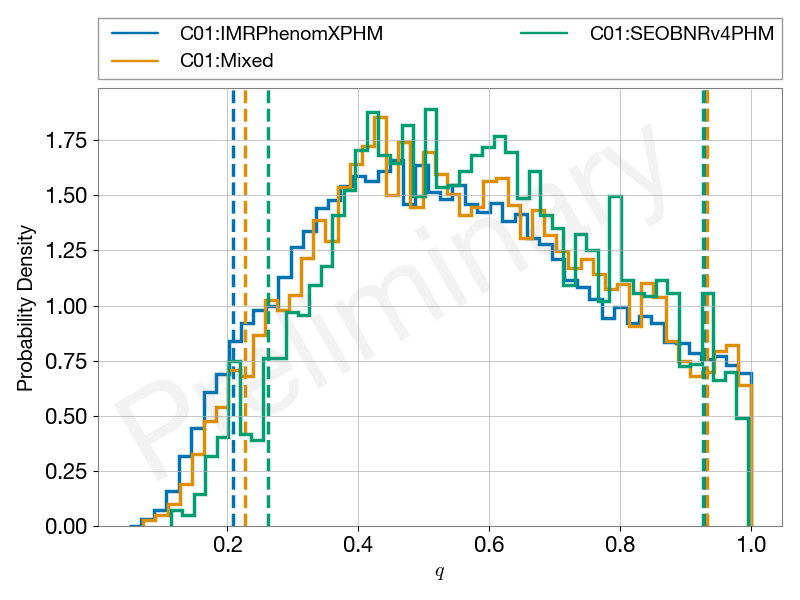 C01:IMRPhenomXPHM
C01:Mixed
C01:SEOBNRv4PHM
Preliminary
Probability Density
1.75
1.50
1.25
1.00
0.75
0.50
0.25
0.00
0.2 0.4 0.6 0.8 1.0
q